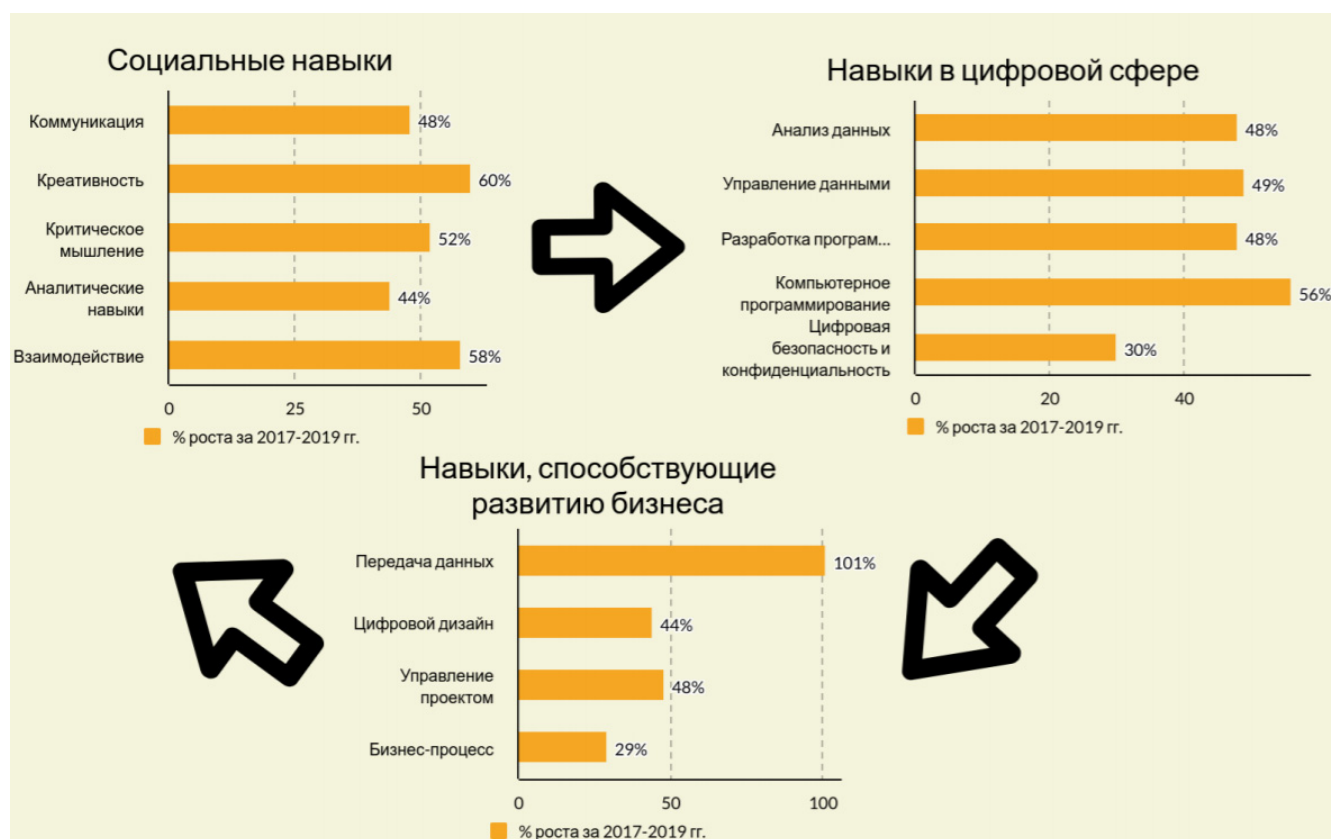 Социальные навыки
Коммуникация
48%
Креативность
60%
Критическое
мышление
52%
Аналитические
навыки
44%
Взаимодействие
58%
0 25 50
% роста за 2017-2019 гг.
Навыки в цифровой сфере
Анализ данных
48%
Управление данными
49%
Разработка програм...
48%
Компьютерное
программирование
56%
Цифровая
безопасность и
конфиденциальность
30%
0 20 40
% роста за 2017-2019 гг.
Навыки, способствующие
развитию бизнеса
Передача данных
101%
Цифровой дизайн
44%
Управление
проектом
48%
Бизнес-процесс
29%
0 50 100
% роста за 2017-2019 гг.